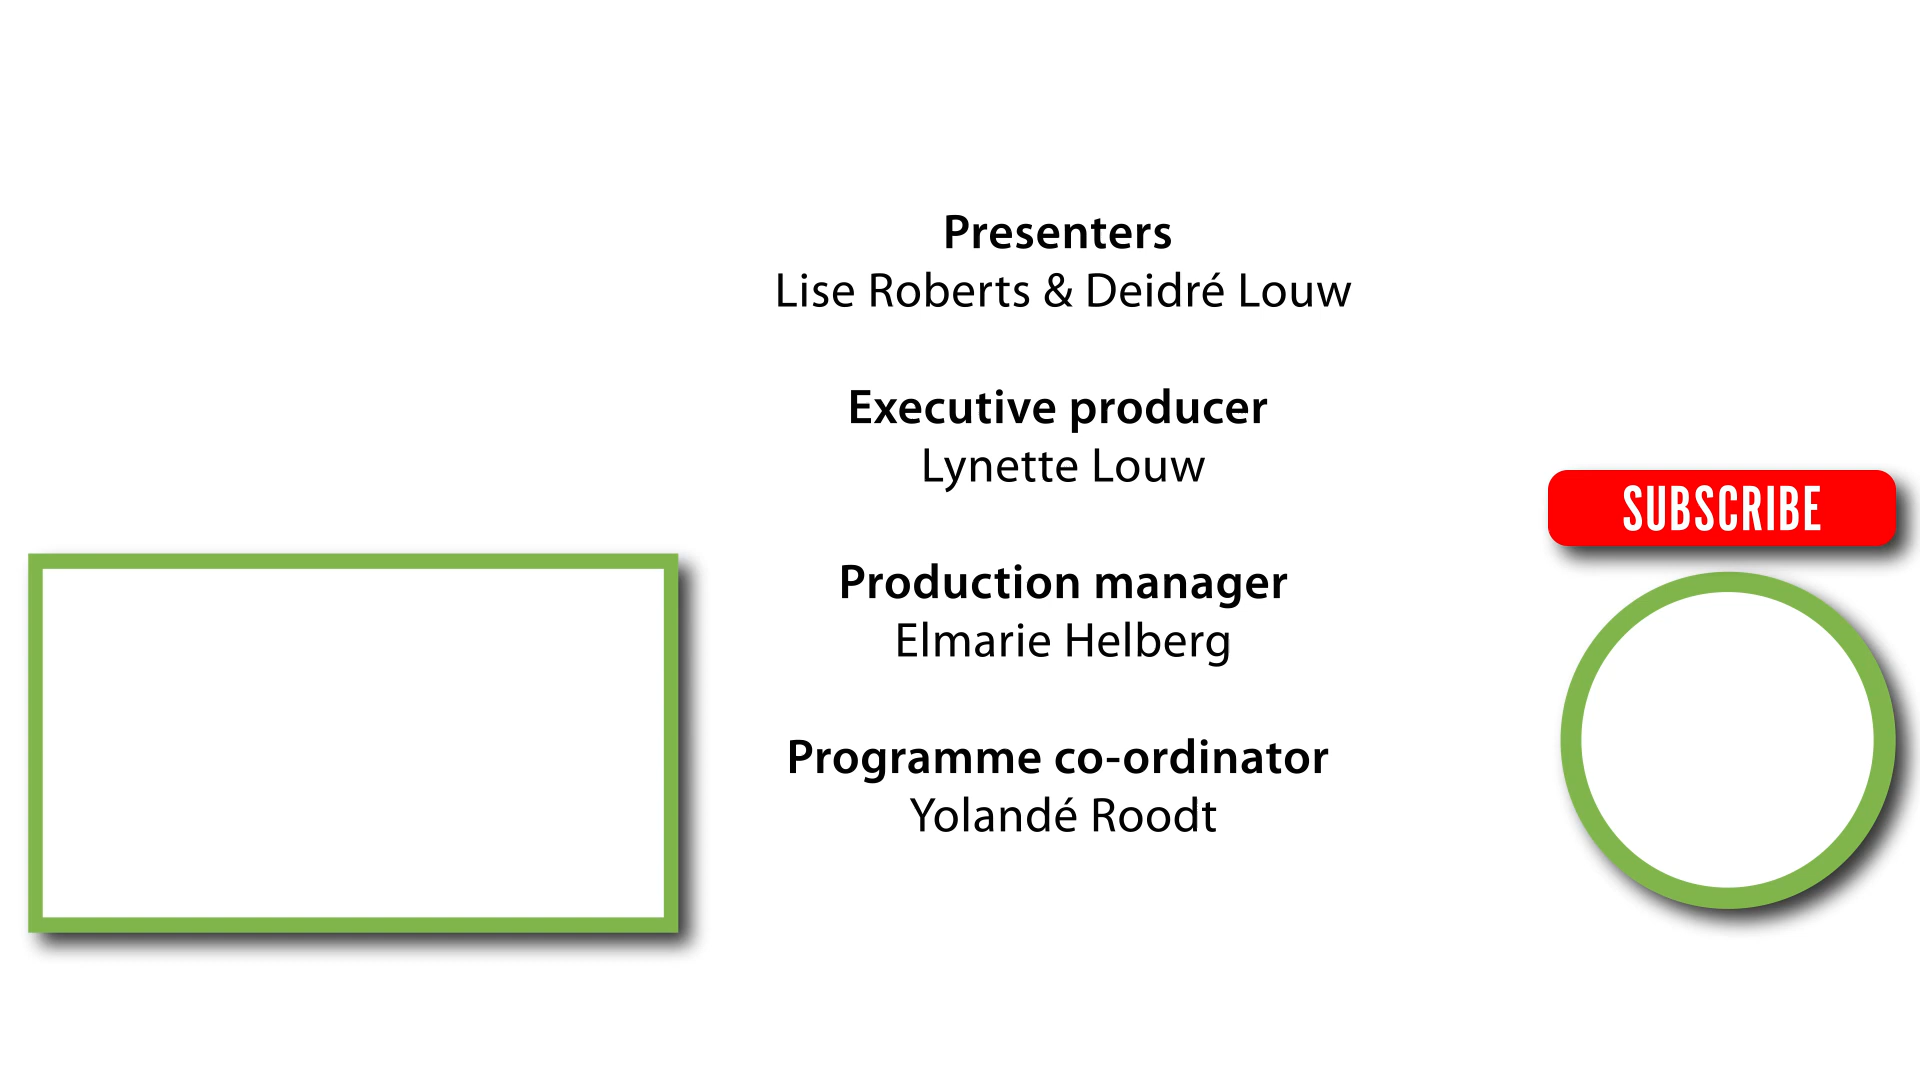 Presenters
Lise Roberts & Deidré Louw
Executive producer
Lynette Louw
Production manager
Elmarie Helberg
Programme co-ordinator
Yolandé Roodt
SUBSCRIBE